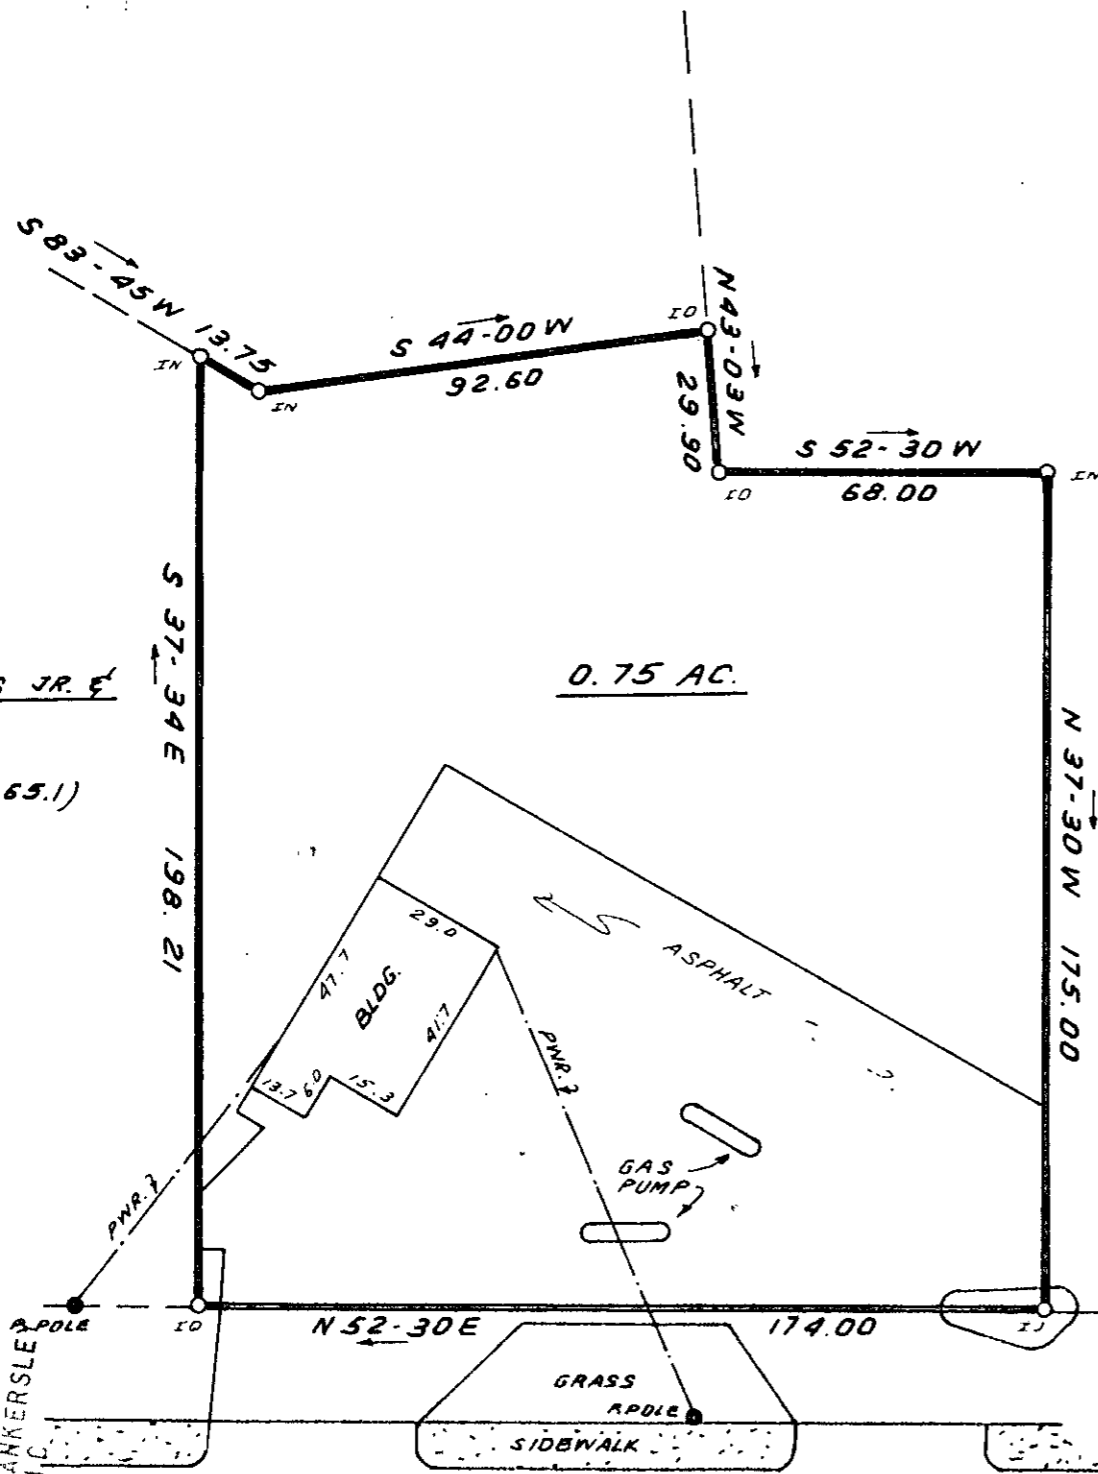 S 83-45 W 13.75
IN
IN
S 44-00 W
92.60
IO
N 43-03 W
29.90
IO
S 52-30 W
68.00
IN
S 37-34 E 198.21
JR. &
65.1)
0.75 AC.
N 37-30 W 175.00
29.0
47.7
BLDG.
41.7
13.7
6.0
15.3
ASPHALT
PWR.
PWR.
GAS
PUMP
P.POLE
IO
N 52-30 E
174.00
GRASS
P.POLE
SIDEWALK
ANKERSLE